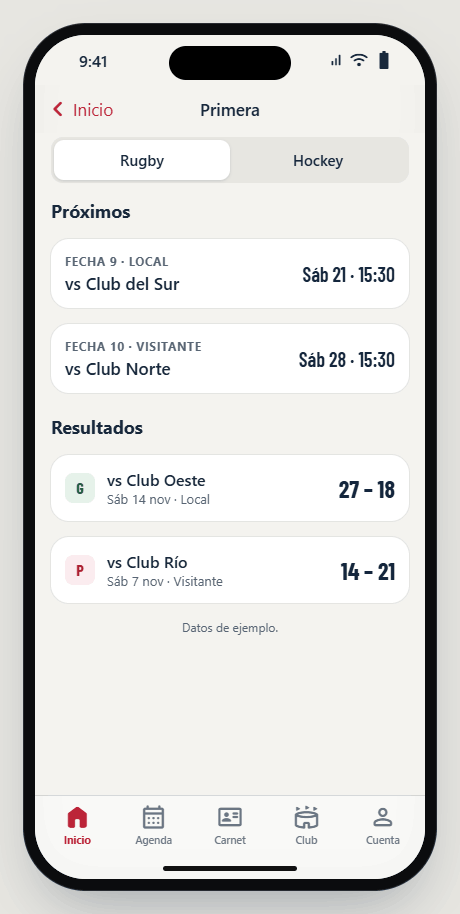 9:41
Inicio
Primera
Rugby
Hockey
Próximos
FECHA 9 · LOCAL
vs Club del Sur
Sáb 21 · 15:30
FECHA 10 · VISITANTE
vs Club Norte
Sáb 28 · 15:30
Resultados
G
vs Club Oeste
Sáb 14 nov · Local
27 – 18
P
vs Club Río
Sáb 7 nov · Visitante
14 – 21
Datos de ejemplo.
Inicio
Agenda
Carnet
Club
Cuenta